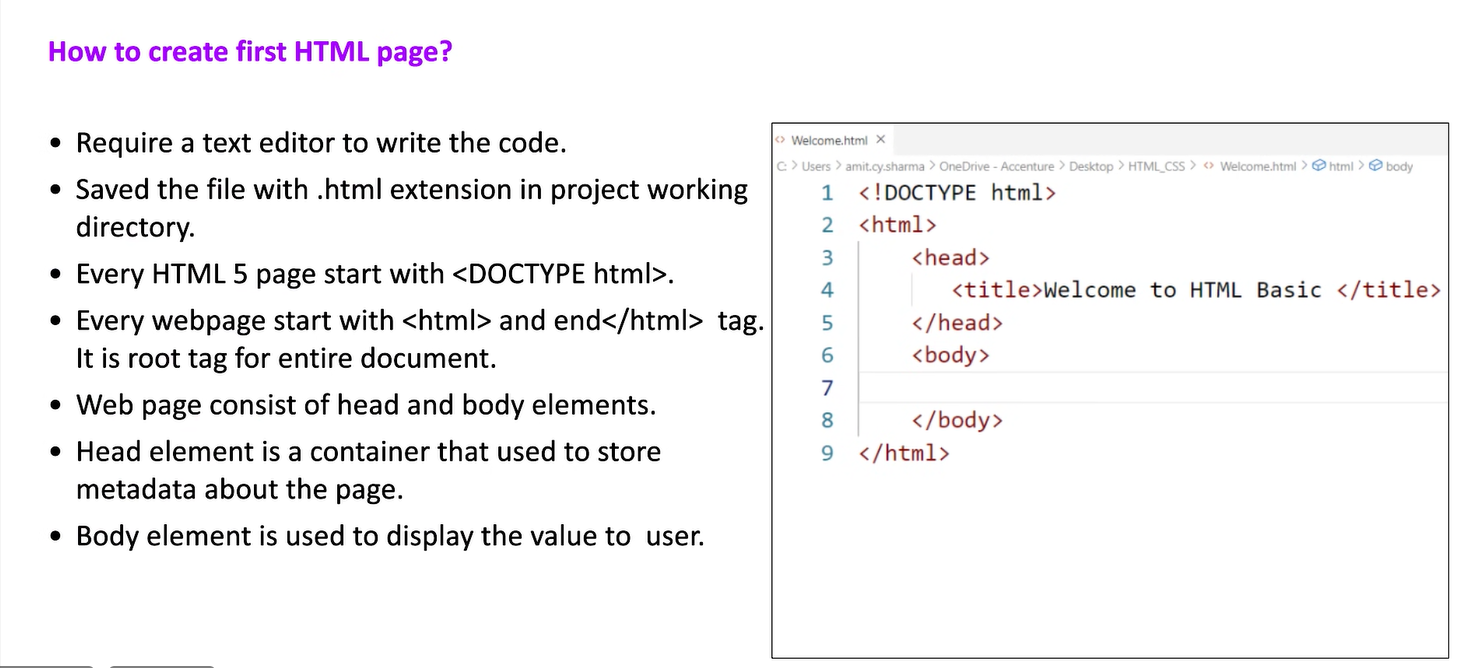 How to create first HTML page?
• Require a text editor to write the code.
• Saved the file with .html extension in project working
directory.
• Every HTML 5 page start with <DOCTYPE html>.
• Every webpage start with <html> and end</html> tag.
It is root tag for entire document.
• Web page consist of head and body elements.
• Head element is a container that used to store
metadata about the page.
• Body element is used to display the value to user.
<> Welcome.html ×
C: > Users > amit.cy.sharma > OneDrive - Accenture > Desktop > HTML_CSS > <> Welcome.html > html > body
1 <!DOCTYPE html>
2 <html>
3 <head>
4 <title>Welcome to HTML Basic </title>
5 </head>
6 <body>
7
8 </body>
9 </html>